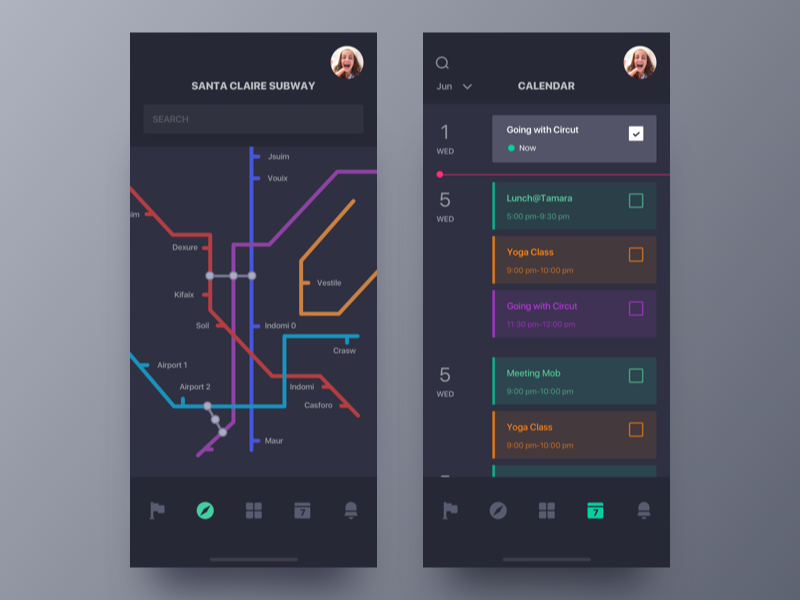 SANTA CLAIRE SUBWAY
SEARCH
Jsuim
Vouix
im
Dexure
Kifaix
Vestile
Soli
Indomi 0
Crasw
Airport 1
Airport 2
Indomi
Casforo
Maur
7
Jun
CALENDAR
1
WED
Going with Circut
Now
5
WED
Lunch@Tamara
5:00 pm-9:30 pm
Yoga Class
9:00 pm-10:00 pm
Going with Circut
11:30 pm-12:00 pm
5
WED
Meeting Mob
9:00 pm-10:00 pm
Yoga Class
9:00 pm-10:00 pm
7